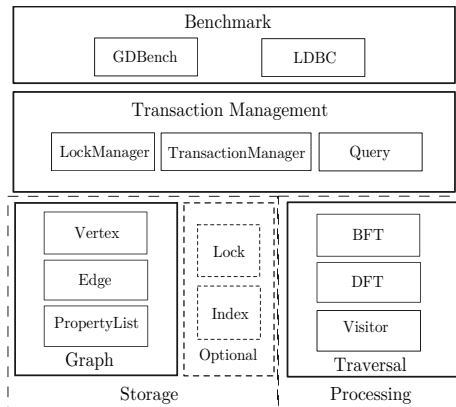 Benchmark
GDBench
LDBC
Transaction Management
LockManager
TransactionManager
Query
Vertex
Edge
PropertyList
Graph
Lock
Index
Optional
Storage
BFT
DFT
Visitor
Traversal
Processing